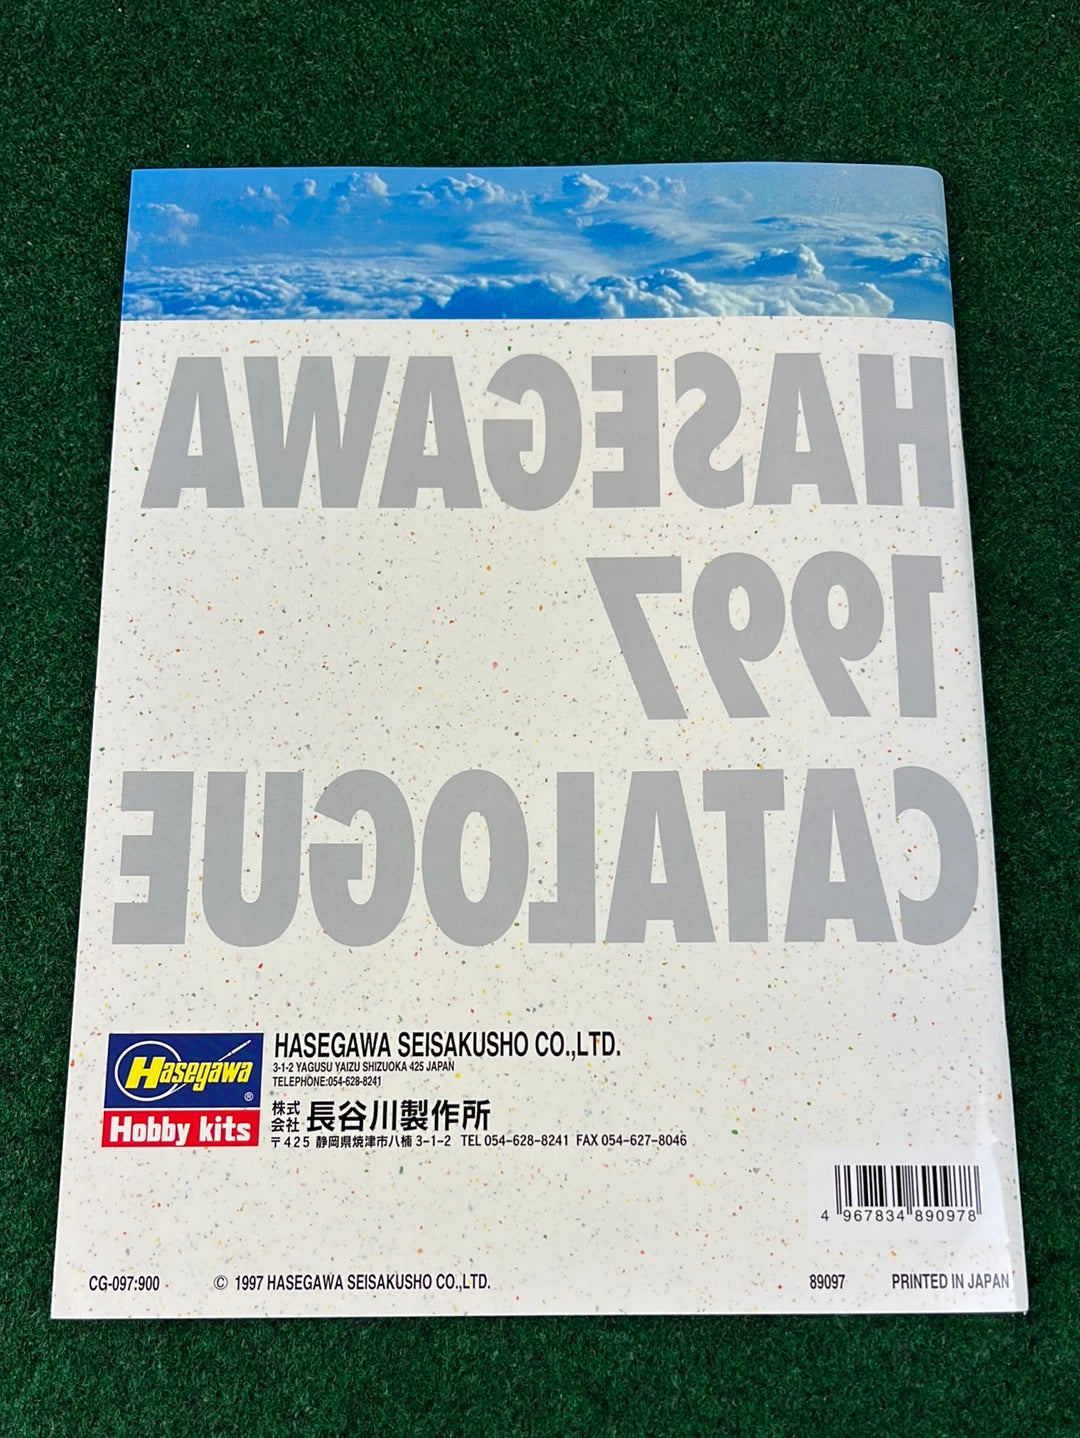 HASEGAWA
1997
CATALOGUE
Hasegawa®
Hobby kits
HASEGAWA SEISAKUSHO CO.,LTD.
3-1-2 YAGUSU YAIZU SHIZUOKA 425 JAPAN
TELEPHONE:054-628-8241
株式会社 長谷川製作所
〒425 静岡県焼津市八楠 3-1-2 TEL 054-628-8241 FAX 054-627-8046
4 967834 890978
CG-097:900 © 1997 HASEGAWA SEISAKUSHO CO.,LTD. 89097 PRINTED IN JAPAN